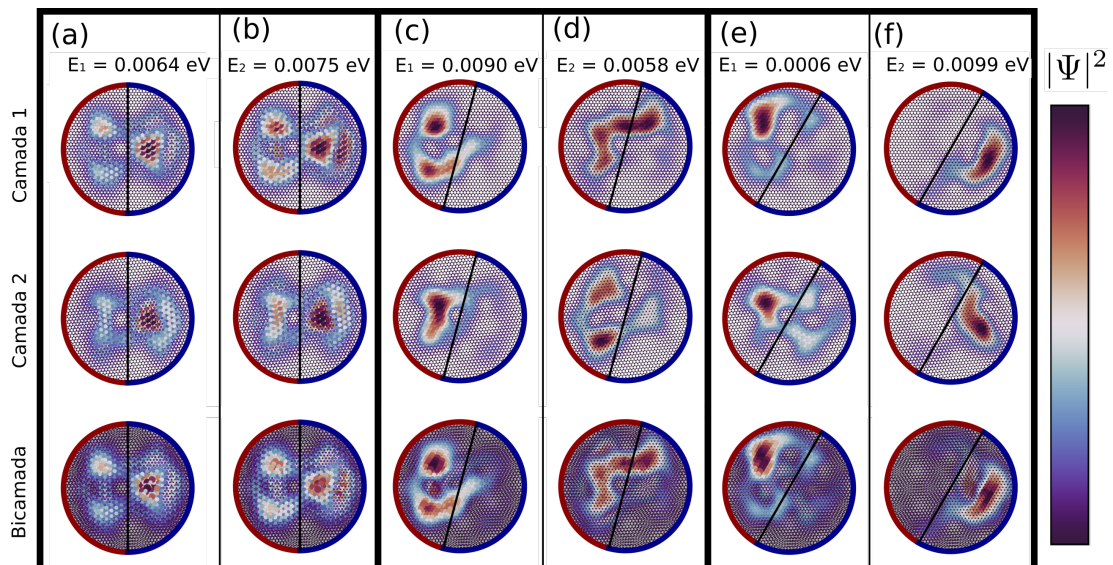 (a) (b) (c) (d) (e) (f)
E₁ = 0.0064 eV E₂ = 0.0075 eV E₁ = 0.0090 eV E₂ = 0.0058 eV E₁ = 0.0006 eV E₂ = 0.0099 eV
|Ψ|²
Camada 1
Camada 2
Bicamada